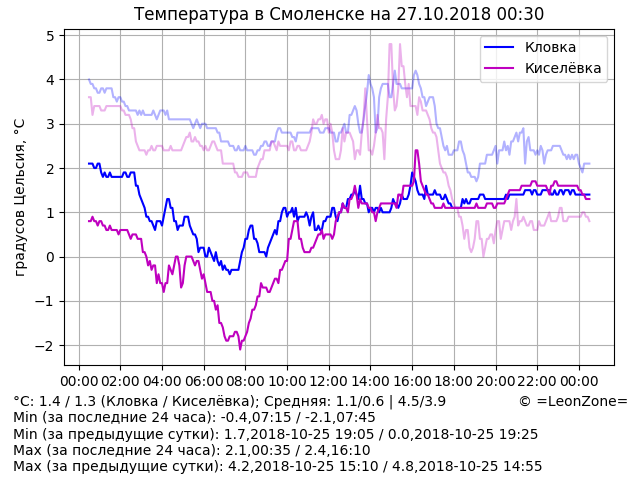 Температура в Смоленске на 27.10.2018 00:30
Кловка
Киселёвка
градусов Цельсия, °C
5
4
3
2
1
0
−1
−2
00:00 02:00 04:00 06:00 08:00 10:00 12:00 14:00 16:00 18:00 20:00 22:00 00:00
°C: 1.4 / 1.3 (Кловка / Киселёвка); Средняя: 1.1/0.6 | 4.5/3.9 © =LeonZone=
Min (за последние 24 часа): -0.4,07:15 / -2.1,07:45
Min (за предыдущие сутки): 1.7,2018-10-25 19:05 / 0.0,2018-10-25 19:25
Max (за последние 24 часа): 2.1,00:35 / 2.4,16:10
Max (за предыдущие сутки): 4.2,2018-10-25 15:10 / 4.8,2018-10-25 14:55